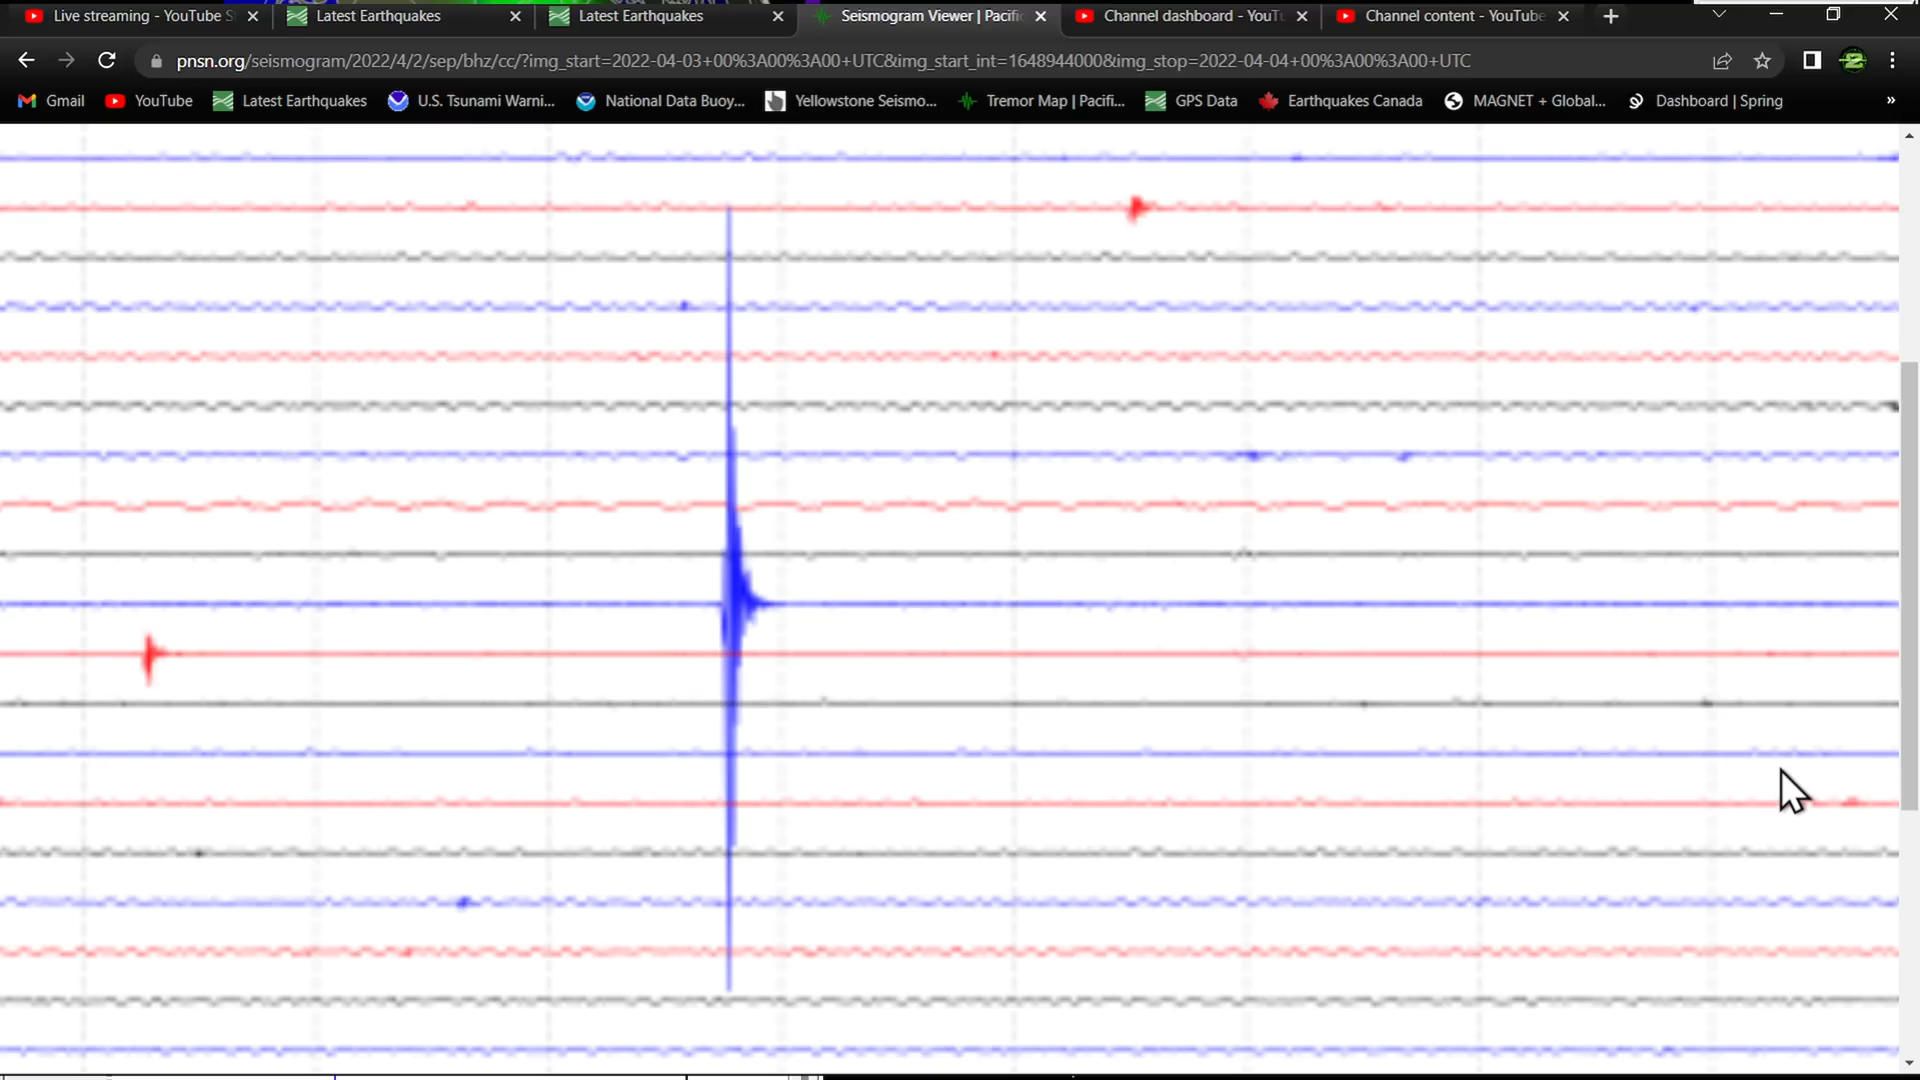 Live streaming - YouTube S
Latest Earthquakes
Latest Earthquakes
Seismogram Viewer | Pacific
Channel dashboard - YouTu
Channel content - YouTube
pnsn.org/seismogram/2022/4/2/sep/bhz/cc/?img_start=2022-04-03+00%3A00%3A00+UTC&img_start_int=1648944000&img_stop=2022-04-04+00%3A00%3A00+UTC
Gmail
YouTube
Latest Earthquakes
U.S. Tsunami Warni...
National Data Buoy...
Yellowstone Seismo...
Tremor Map | Pacifi...
GPS Data
Earthquakes Canada
MAGNET + Global...
Dashboard | Spring
»